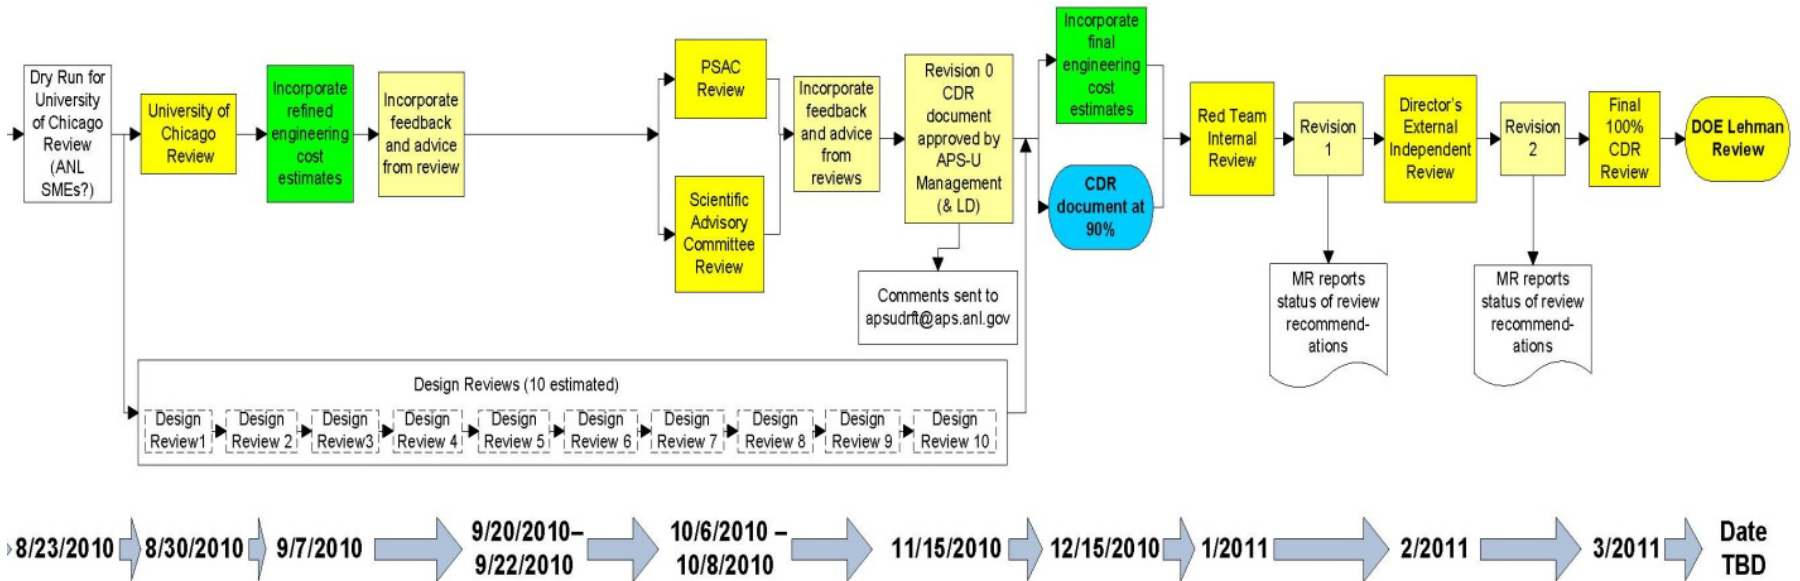 Dry Run for
University
of Chicago
Review
(ANL
SMEs?)
University of
Chicago
Review
Incorporate
refined
engineering
cost
estimates
Incorporate
feedback
and advice
from review
PSAC
Review
Scientific
Advisory
Committee
Review
Incorporate
feedback
and advice
from
reviews
Revision 0
CDR
document
approved by
APS-U
Management
(& LD)
Comments sent to
apsudrft@aps.anl.gov
Incorporate
final
engineering
cost
estimates
CDR
document at
90%
Red Team
Internal
Review
Revision
1
MR reports
status of review
recommend-
ations
Director's
External
Independent
Review
Revision
2
MR reports
status of review
recommend-
ations
Final
100%
CDR
Review
DOE Lehman
Review
Design Reviews (10 estimated)
Design
Review1
Design
Review 2
Design
Review3
Design
Review 4
Design
Review 5
Design
Review 6
Design
Review 7
Design
Review 8
Design
Review 9
Design
Review 10
8/23/2010
8/30/2010
9/7/2010
9/20/2010–
9/22/2010
10/6/2010 –
10/8/2010
11/15/2010
12/15/2010
1/2011
2/2011
3/2011
Date
TBD